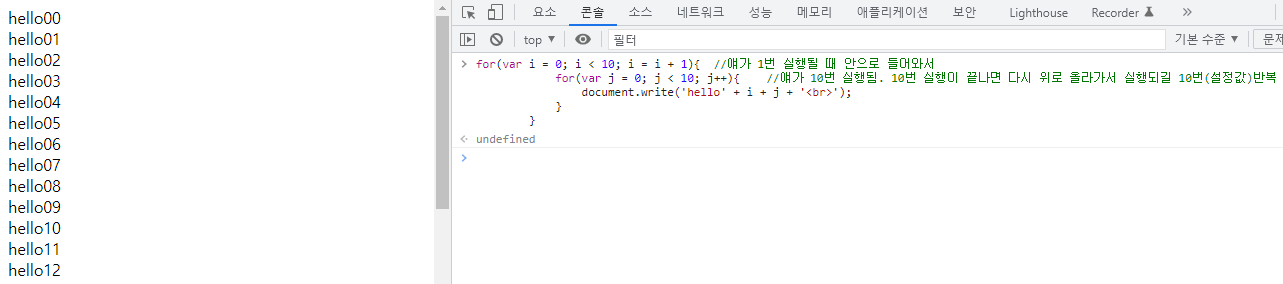 hello00
hello01
hello02
hello03
hello04
hello05
hello06
hello07
hello08
hello09
hello10
hello11
hello12
요소 콘솔 소스 네트워크 성능 메모리 애플리케이션 보안 Lighthouse Recorder
top ▼ 필터 기본 수준 ▼ 문제
for(var i = 0; i < 10; i = i + 1){ //얘가 1번 실행될 때 안으로 들어와서
for(var j = 0; j < 10; j++){ //얘가 10번 실행됨. 10번 실행이 끝나면 다시 위로 올라가서 실행되길 10번(설정값)반복
document.write('hello' + i + j + '<br>');
}
}
undefined